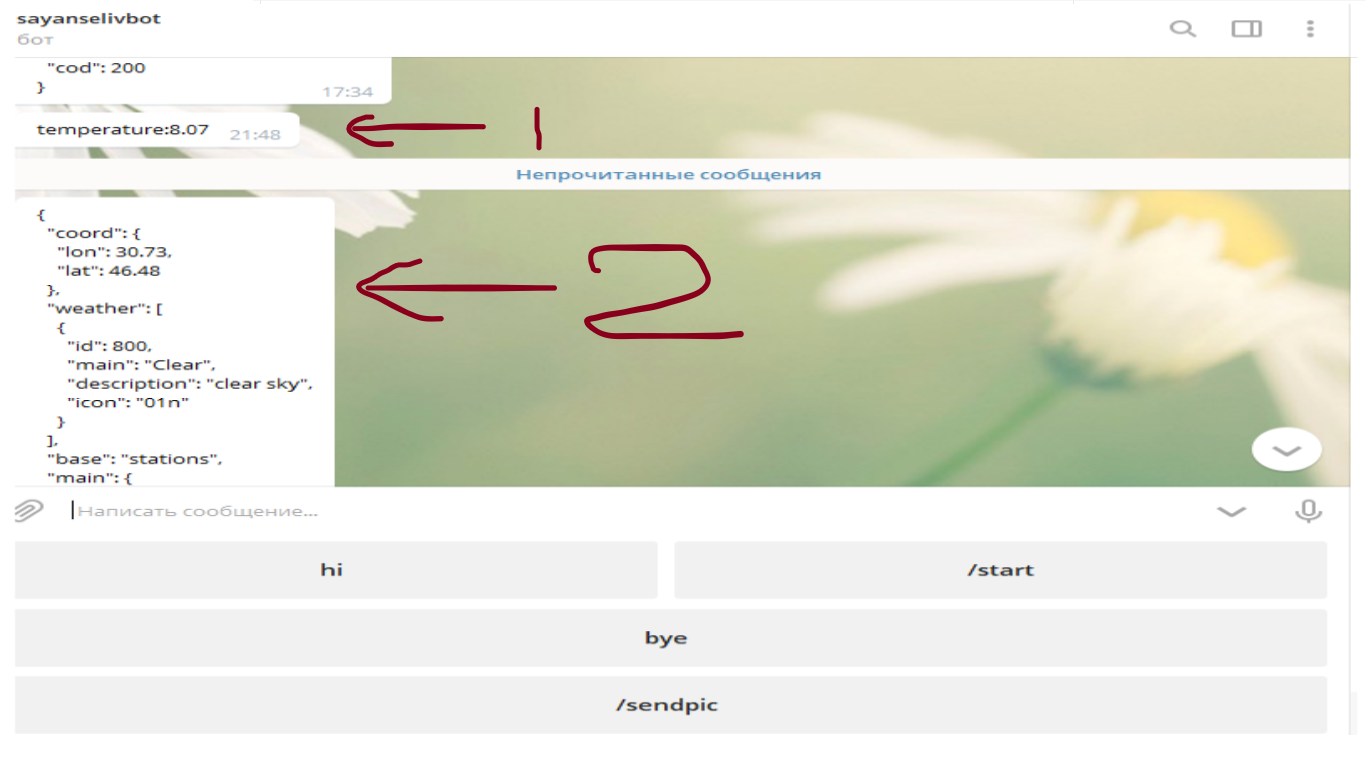 sayanselivbot
бот
"cod": 200
}
17:34
temperature:8.07 21:48
1
Непрочитанные сообщения
{
"coord": {
"lon": 30.73,
"lat": 46.48
},
"weather": [
{
"id": 800,
"main": "Clear",
"description": "clear sky",
"icon": "01n"
}
],
"base": "stations",
"main": {
2
Написать сообщение...
hi
/start
bye
/sendpic